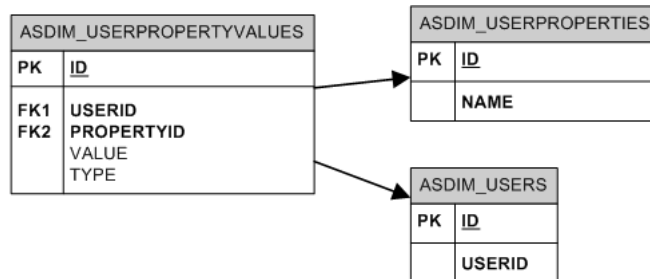 ASDIM_USERPROPERTYVALUES
PK ID
FK1 USERID
FK2 PROPERTYID
VALUE
TYPE
ASDIM_USERPROPERTIES
PK ID
NAME
ASDIM_USERS
PK ID
USERID